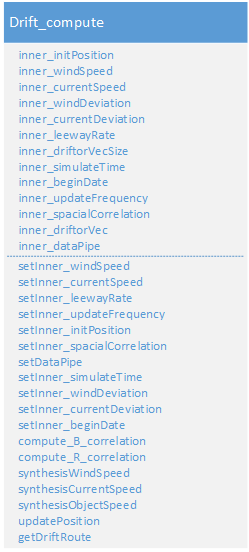 Drift_compute
inner_initPosition
inner_windSpeed
inner_currentSpeed
inner_windDeviation
inner_currentDeviation
inner_leewayRate
inner_driftorVecSize
inner_simulateTime
inner_beginDate
inner_updateFrequency
inner_spacialCorrelation
inner_driftorVec
inner_dataPipe
setInner_windSpeed
setInner_currentSpeed
setInner_leewayRate
setInner_updateFrequency
setInner_initPosition
setInner_spacialCorrelation
setDataPipe
setInner_simulateTime
setInner_windDeviation
setInner_currentDeviation
setInner_beginDate
compute_B_correlation
compute_R_correlation
synthesisWindSpeed
synthesisCurrentSpeed
synthesisObjectSpeed
updatePosition
getDriftRoute